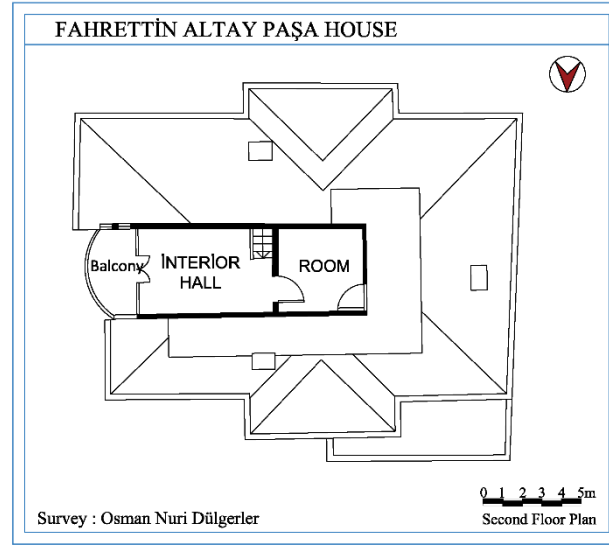 FAHRETTİN ALTAY PAŞA HOUSE
Balcony
İNTERİOR
HALL
ROOM
0 1 2 3 4 5m
Survey : Osman Nuri Dülgerler
Second Floor Plan